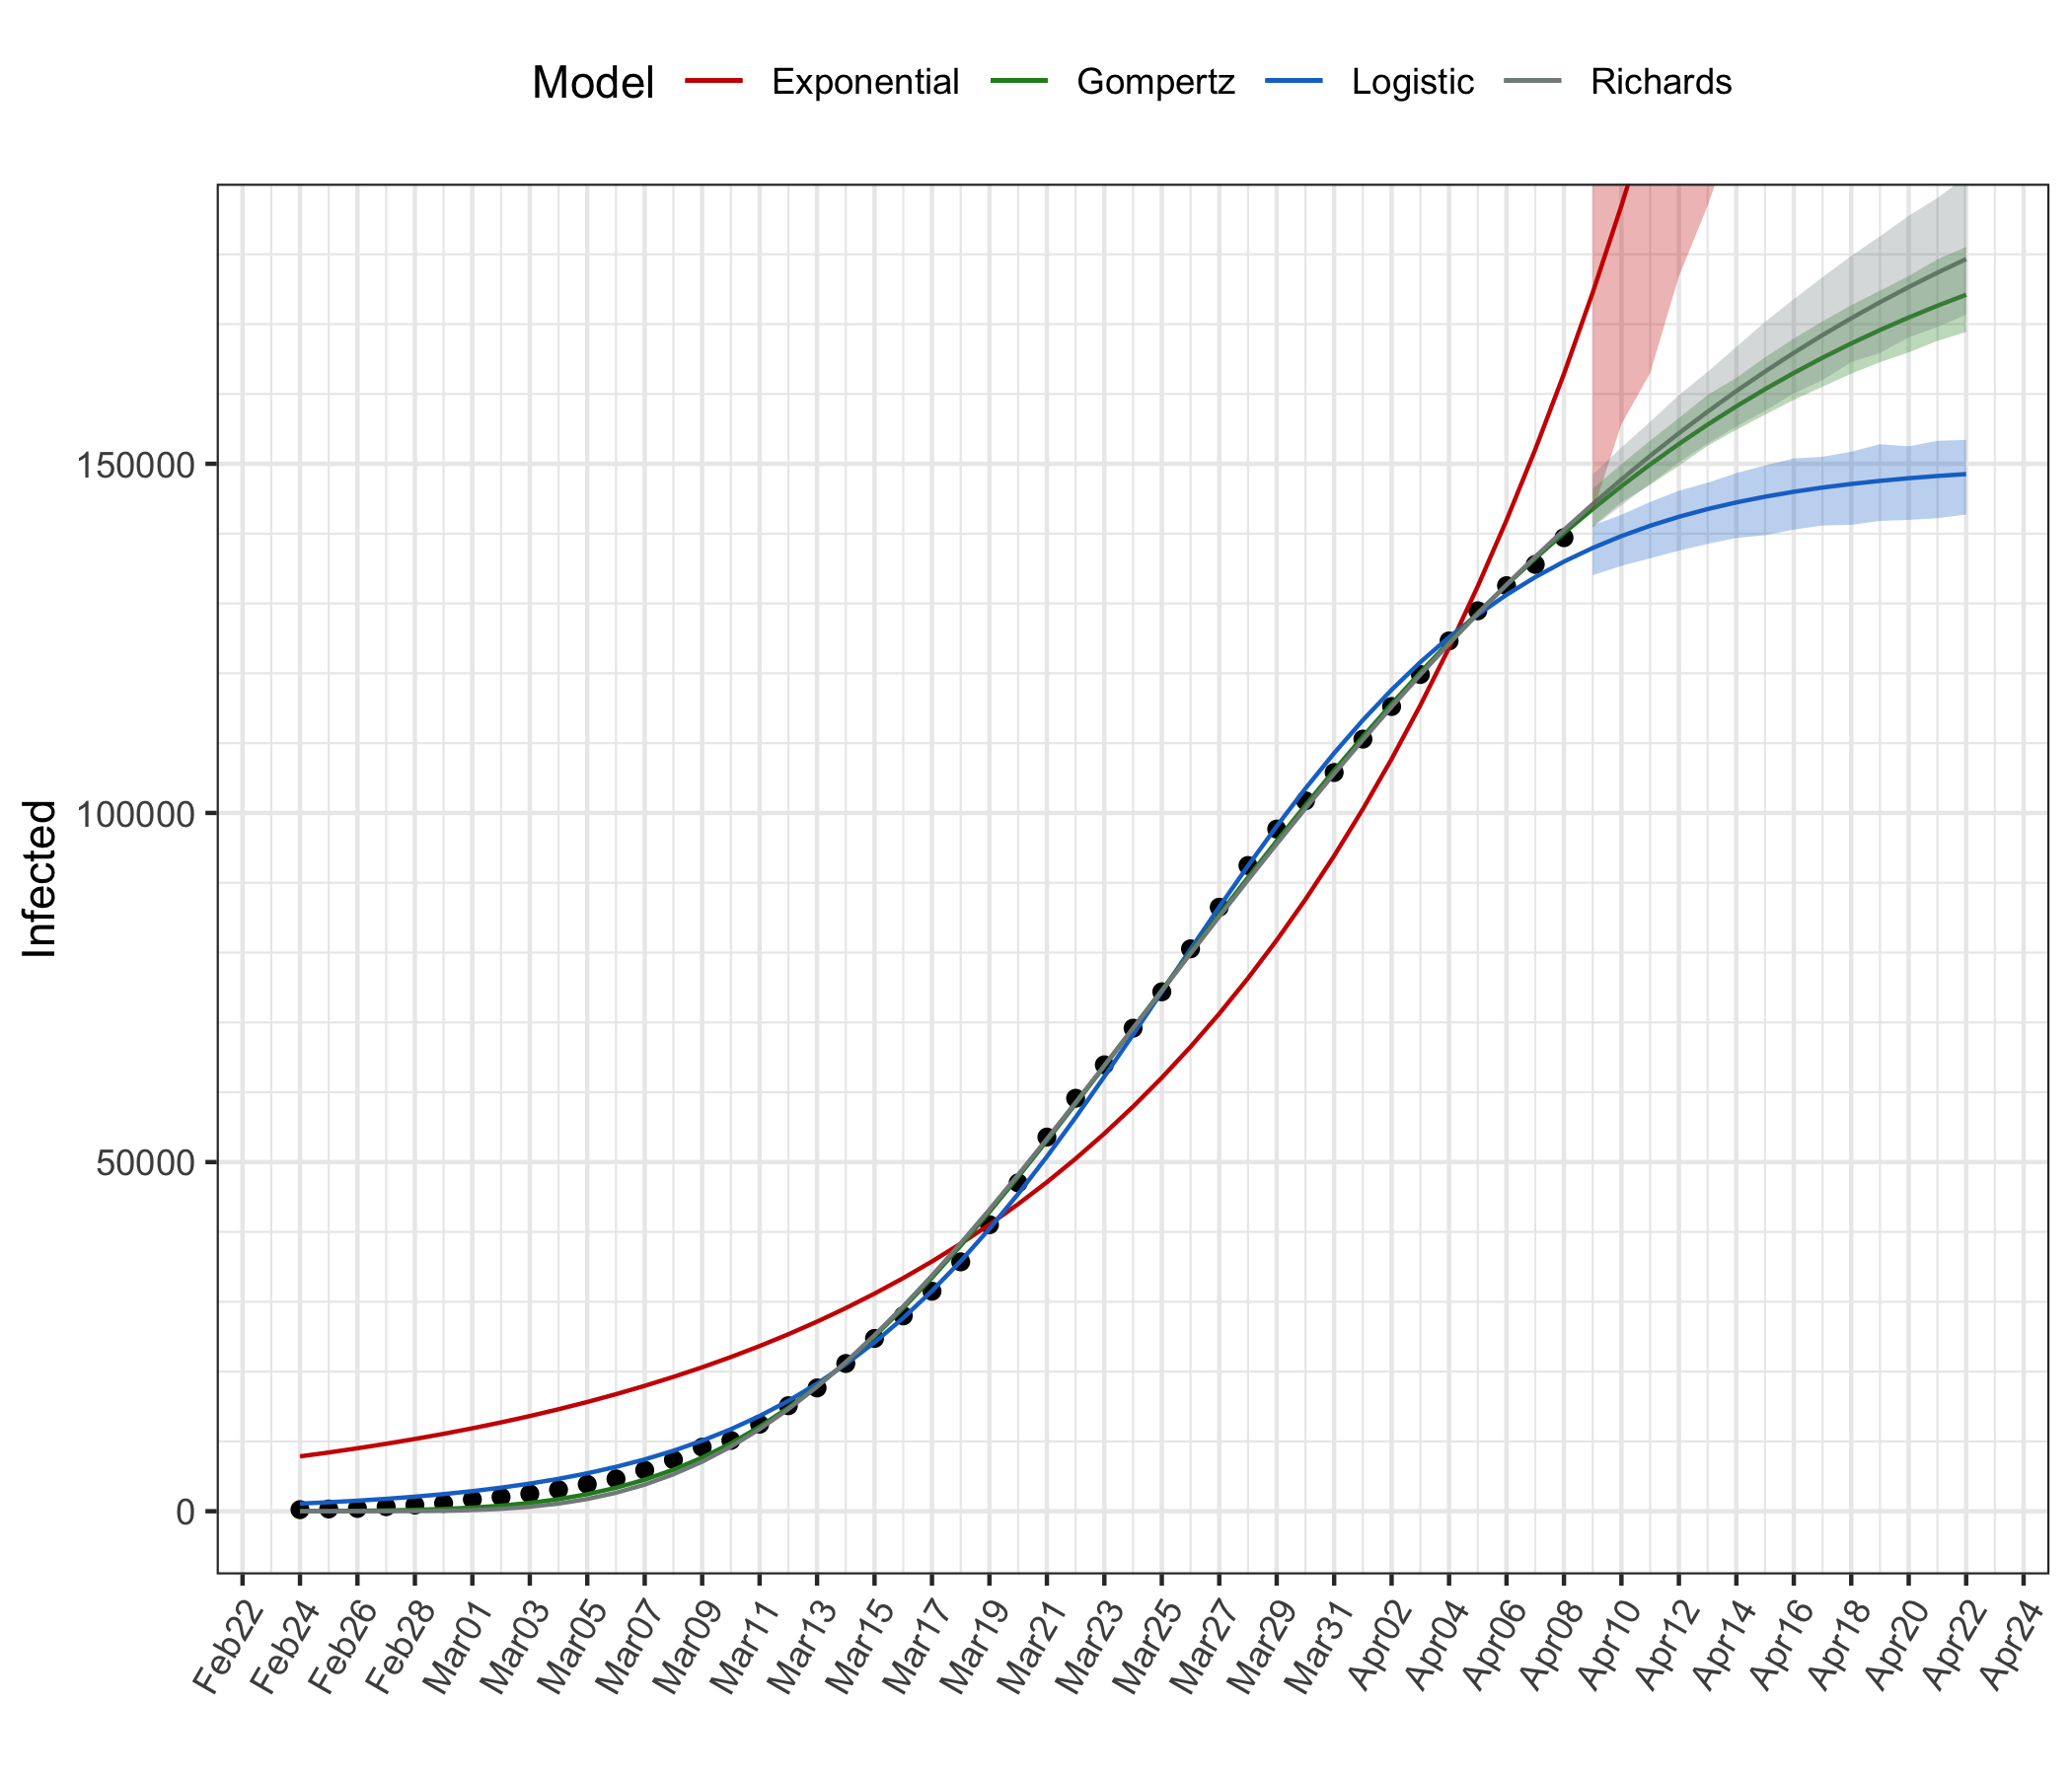 Model Exponential Gompertz Logistic Richards
150000
100000
50000
0
Infected
Feb22 Feb24 Feb26 Feb28 Mar01 Mar03 Mar05 Mar07 Mar09 Mar11 Mar13 Mar15 Mar17 Mar19 Mar21 Mar23 Mar25 Mar27 Mar29 Mar31 Apr02 Apr04 Apr06 Apr08 Apr10 Apr12 Apr14 Apr16 Apr18 Apr20 Apr22 Apr24